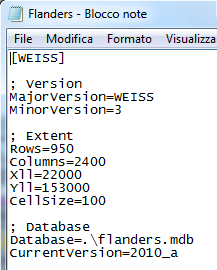 Flanders - Blocco note
File Modifica Formato Visualizza
[WEISS]
; Version
MajorVersion=WEISS
MinorVersion=3
; Extent
Rows=950
Columns=2400
Xll=22000
Yll=153000
CellSize=100
; Database
Database=.\flanders.mdb
CurrentVersion=2010_a